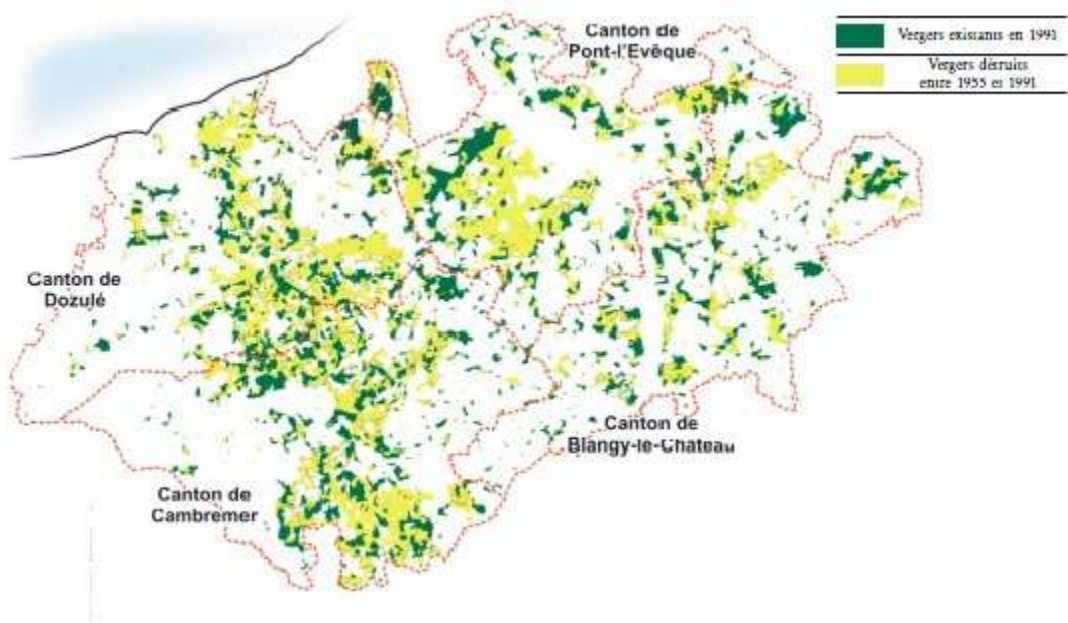 Canton de
Pont-l'Evêque
Vergers existants en 1991
Vergers détruits
entre 1955 et 1991
Canton de
Dozulé
Canton de
Blangy-le-Chateau
Canton de
Cambremer